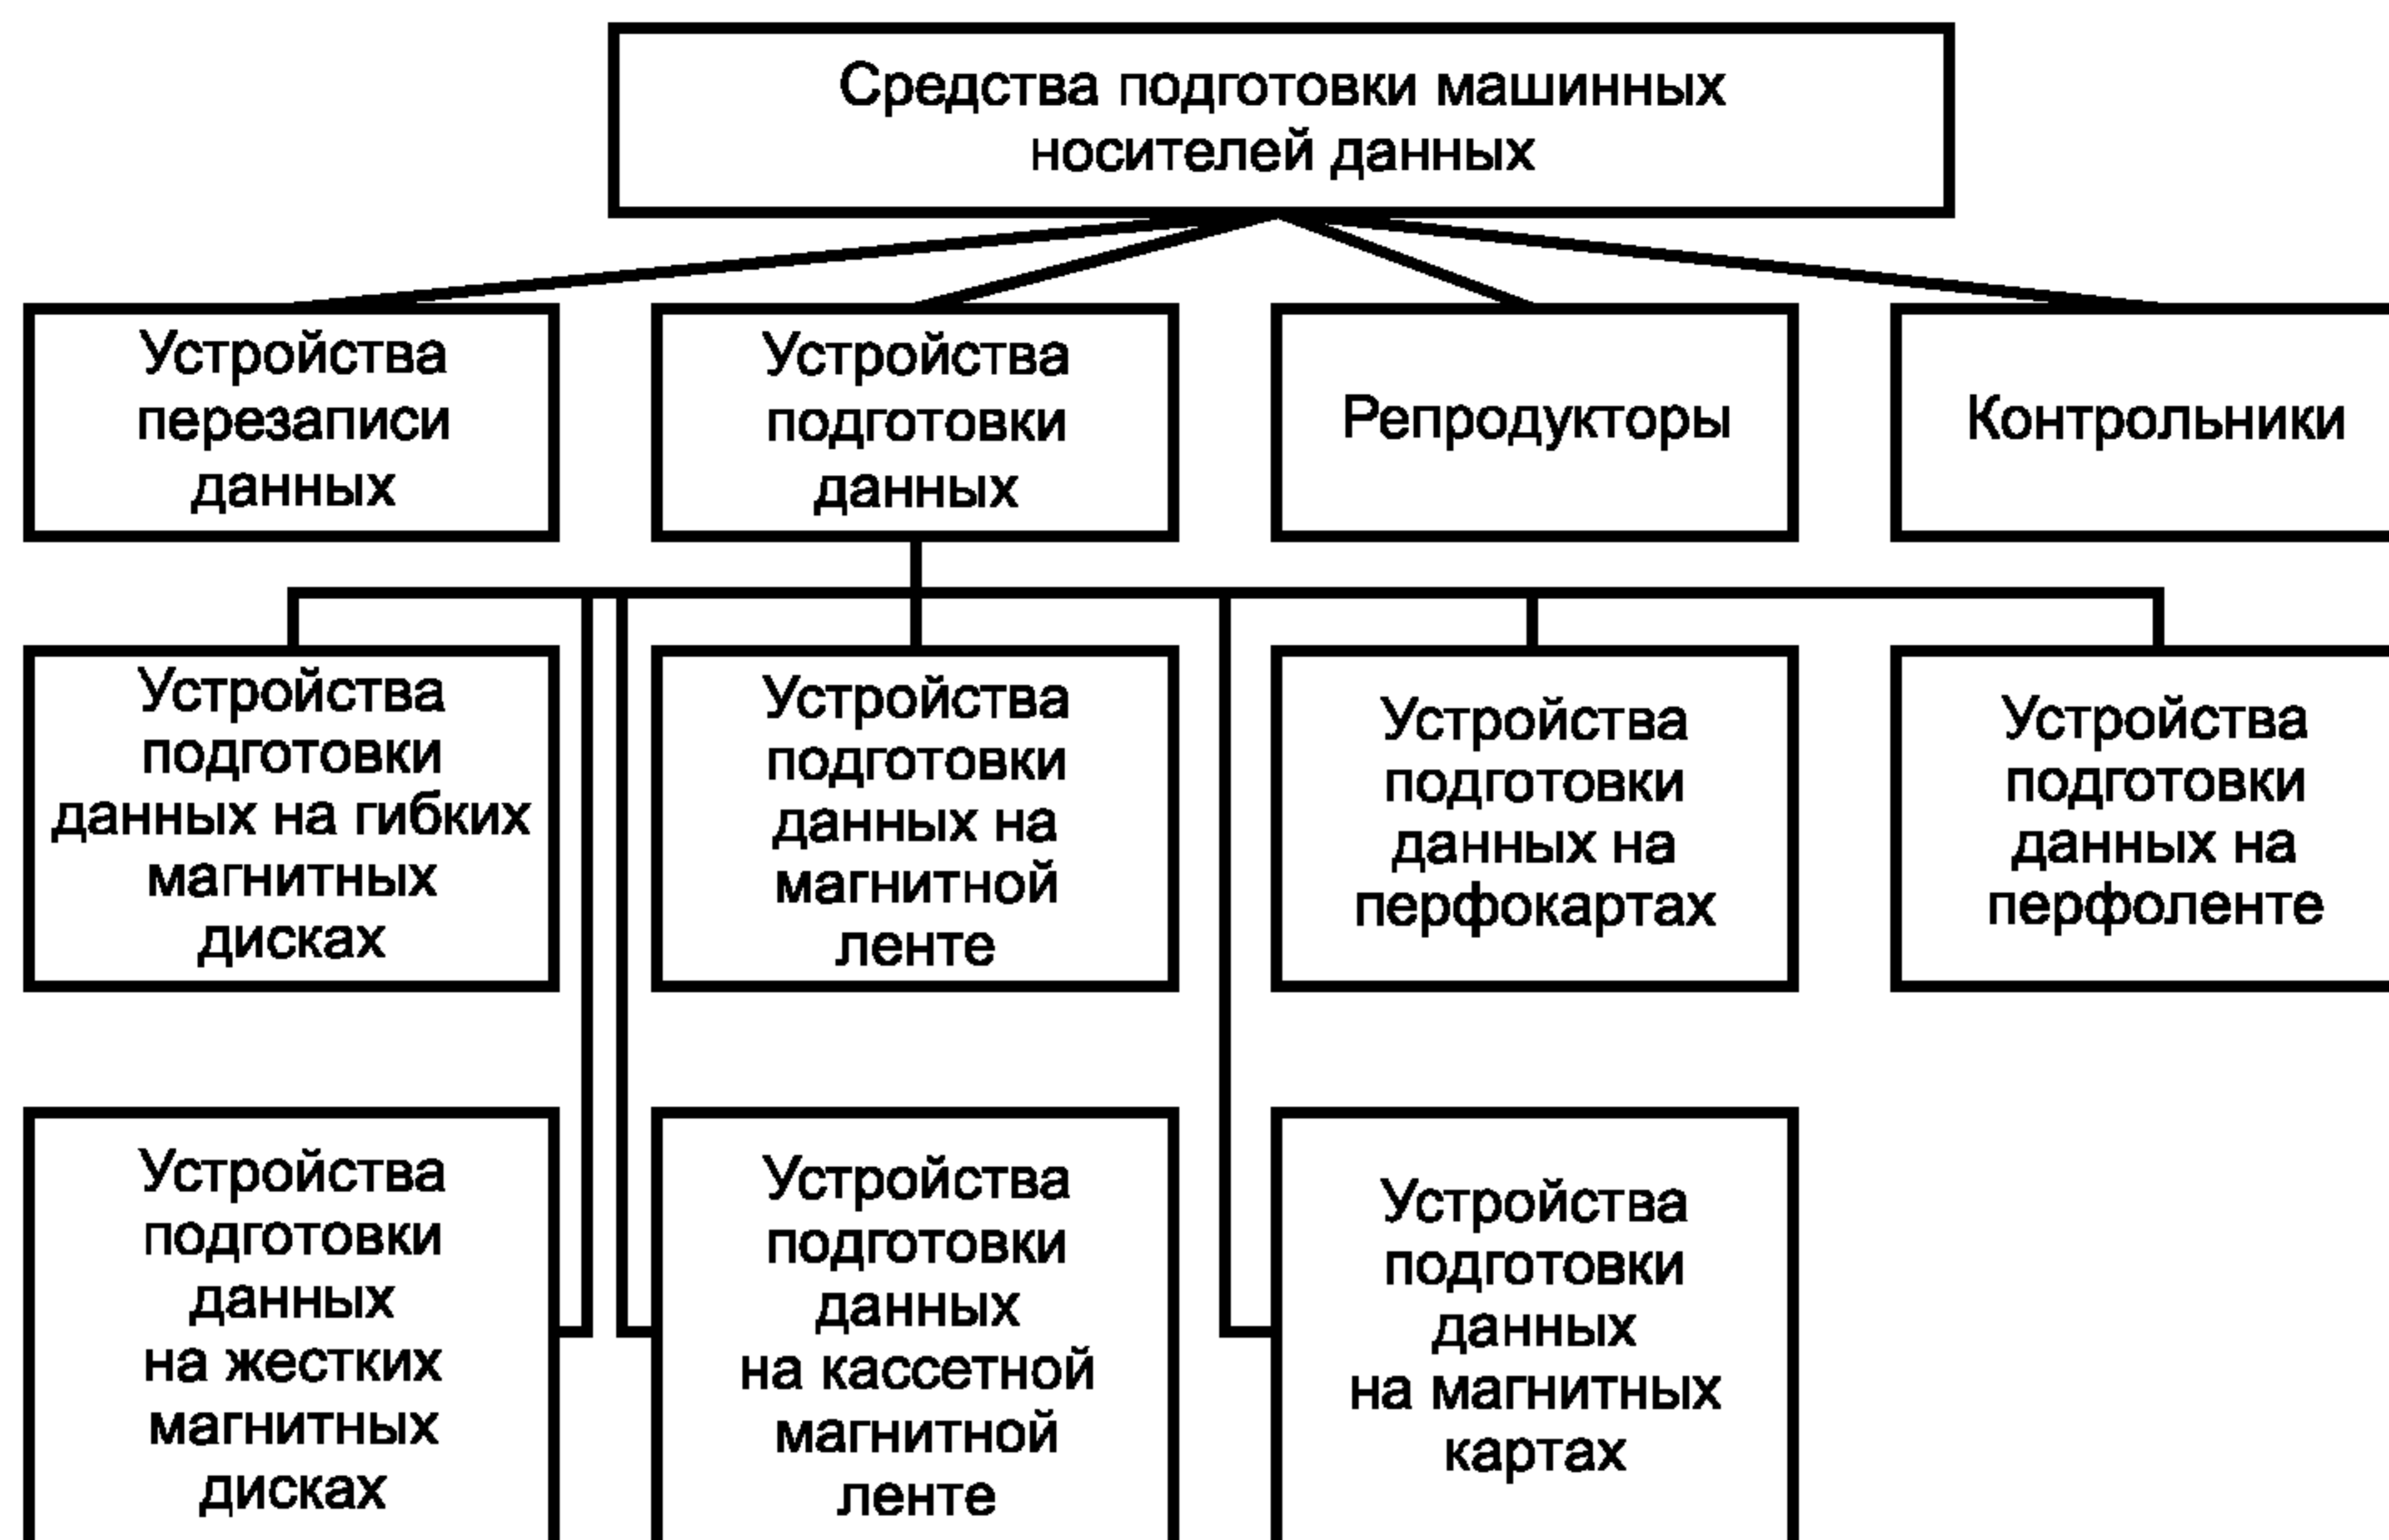 Средства подготовки машинных
носителей данных
Устройства
перезаписи
данных
Устройства
подготовки
данных
Репродукторы
Контрольники
Устройства
подготовки
данных на гибких
магнитных
дисках
Устройства
подготовки
данных на
магнитной
ленте
Устройства
подготовки
данных на
перфокартах
Устройства
подготовки
данных на
перфоленте
Устройства
подготовки
данных
на жестких
магнитных
дисках
Устройства
подготовки
данных
на кассетной
магнитной
ленте
Устройства
подготовки
данных
на магнитных
картах